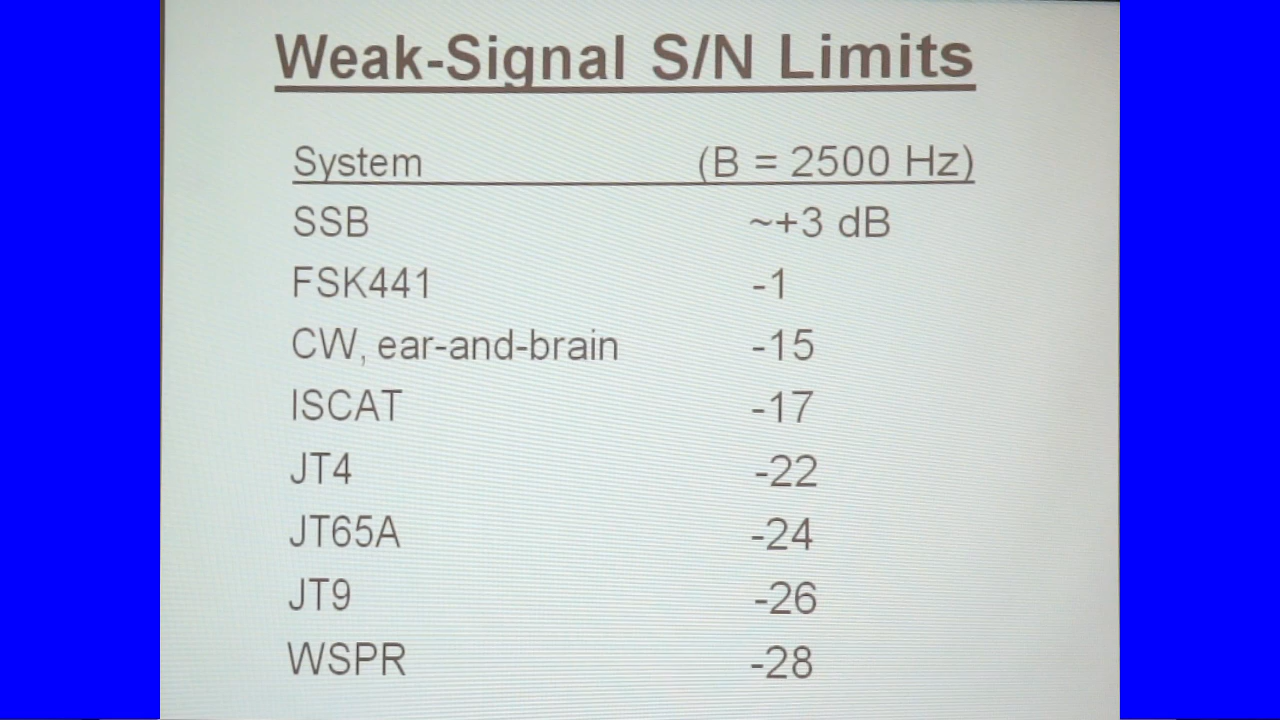 Weak-Signal S/N Limits
System (B = 2500 Hz)
SSB ~+3 dB
FSK441 -1
CW, ear-and-brain -15
ISCAT -17
JT4 -22
JT65A -24
JT9 -26
WSPR -28